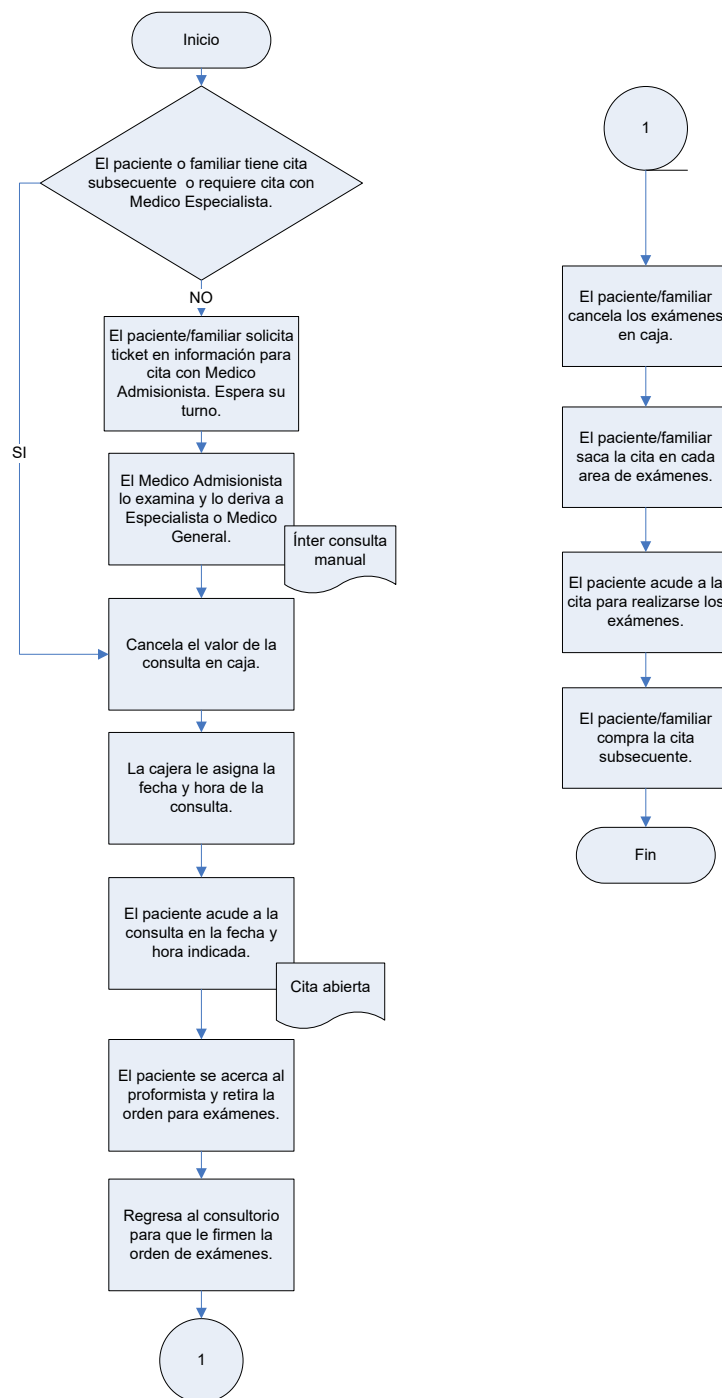 Inicio
El paciente o familiar tiene cita
subsecuente o requiere cita con
Medico Especialista.
NO
El paciente/familiar solicita
ticket en información para
cita con Medico
Admisionista. Espera su
turno.
SI
El Medico Admisionista
lo examina y lo deriva a
Especialista o Medico
General.
Ínter consulta
manual
Cancela el valor de la
consulta en caja.
La cajera le asigna la
fecha y hora de la
consulta.
El paciente acude a la
consulta en la fecha y
hora indicada.
Cita abierta
El paciente se acerca al
proformista y retira la
orden para exámenes.
Regresa al consultorio
para que le firmen la
orden de exámenes.
1
1
El paciente/familiar
cancela los exámenes
en caja.
El paciente/familiar
saca la cita en cada
area de exámenes.
El paciente acude a la
cita para realizarse los
exámenes.
El paciente/familiar
compra la cita
subsecuente.
Fin